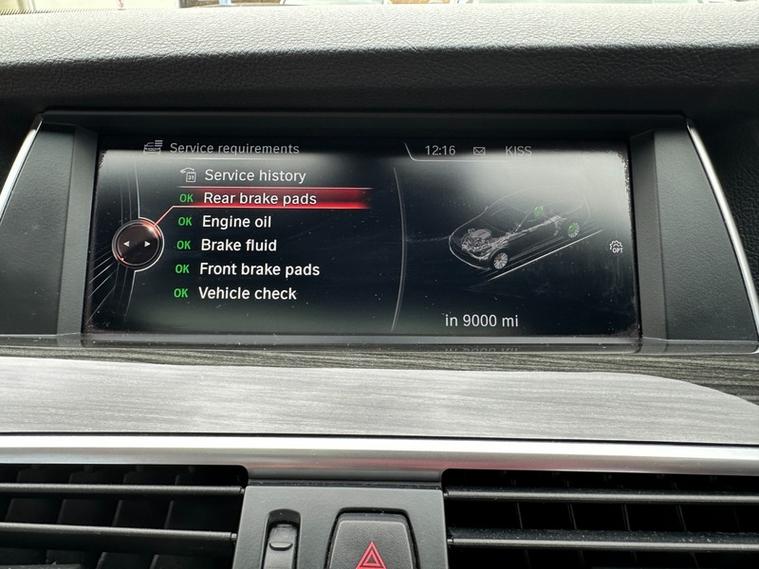 Service requirements
12:16
KISS
Service history
31
OK Rear brake pads
OK Engine oil
OK Brake fluid
OK Front brake pads
OK Vehicle check
OPT
in 9000 mi